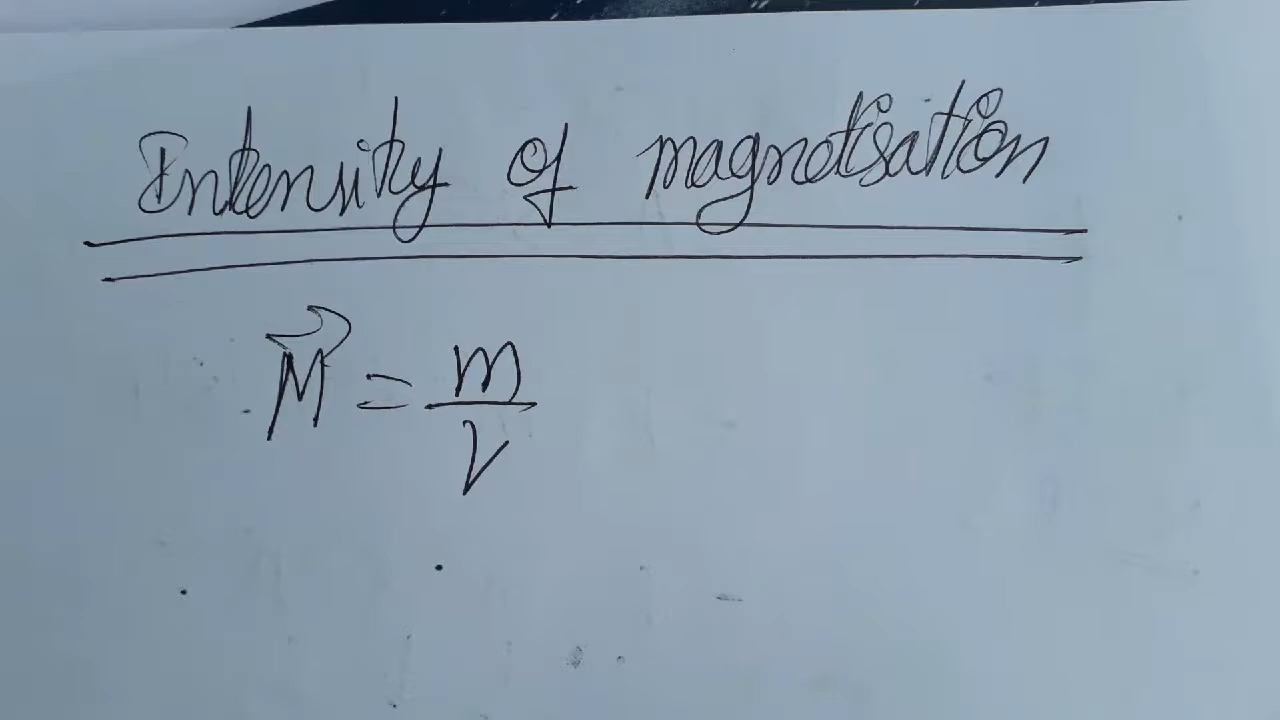 Intensity of magnetisation
M⃗ = m/V